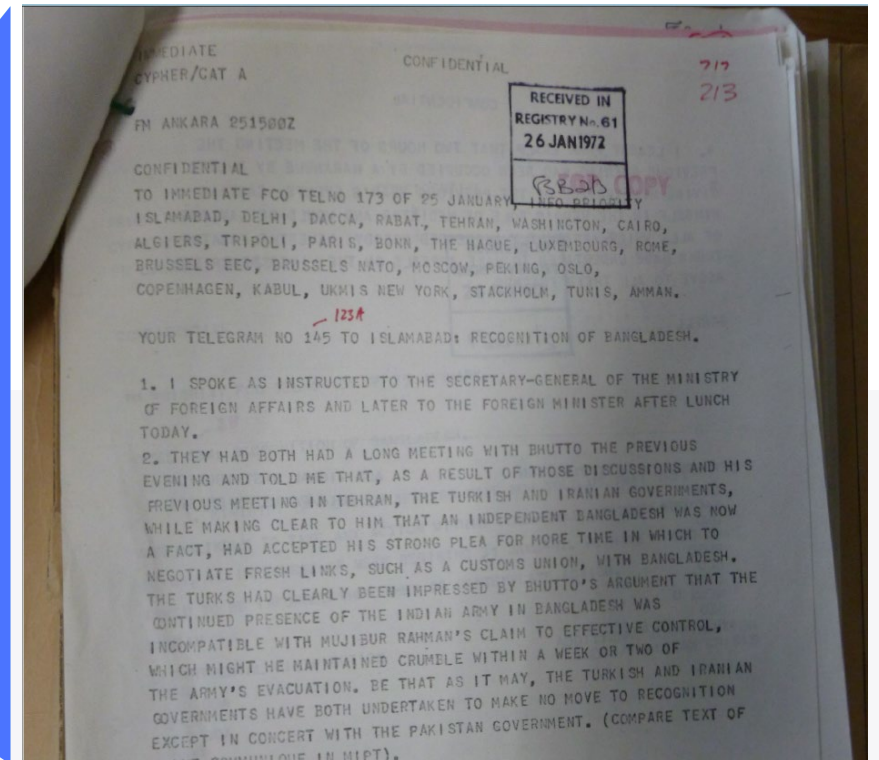 IMMEDIATE
CONFIDENTIAL
CYPHER/CAT A
212
213
RECEIVED IN
REGISTRY No. 61
26 JAN 1972
FM ANKARA 251500Z
CONFIDENTIAL
FCO COPY
TO IMMEDIATE FCO TELNO 173 OF 25 JANUARY, INFO PRIORITY
ISLAMABAD, DELHI, DACCA, RABAT, TEHRAN, WASHINGTON, CAIRO,
ALGIERS, TRIPOLI, PARIS, BONN, THE HAGUE, LUXEMBOURG, ROME,
BRUSSELS EEC, BRUSSELS NATO, MOSCOW, PEKING, OSLO,
COPENHAGEN, KABUL, UKMIS NEW YORK, STACKHOLM, TUNIS, AMMAN.
123A
YOUR TELEGRAM NO 145 TO ISLAMABAD: RECOGNITION OF BANGLADESH.
1. I SPOKE AS INSTRUCTED TO THE SECRETARY-GENERAL OF THE MINISTRY
OF FOREIGN AFFAIRS AND LATER TO THE FOREIGN MINISTER AFTER LUNCH
TODAY.
2. THEY HAD BOTH HAD A LONG MEETING WITH BHUTTO THE PREVIOUS
EVENING AND TOLD ME THAT, AS A RESULT OF THOSE DISCUSSIONS AND HIS
PREVIOUS MEETING IN TEHRAN, THE TURKISH AND IRANIAN GOVERNMENTS,
WHILE MAKING CLEAR TO HIM THAT AN INDEPENDENT BANGLADESH WAS NOW
A FACT, HAD ACCEPTED HIS STRONG PLEA FOR MORE TIME IN WHICH TO
NEGOTIATE FRESH LINKS, SUCH AS A CUSTOMS UNION, WITH BANGLADESH.
THE TURKS HAD CLEARLY BEEN IMPRESSED BY BHUTTO'S ARGUMENT THAT THE
CONTINUED PRESENCE OF THE INDIAN ARMY IN BANGLADESH WAS
INCOMPATIBLE WITH MUJIBUR RAHMAN'S CLAIM TO EFFECTIVE CONTROL,
WHICH MIGHT HE MAINTAINED CRUMBLE WITHIN A WEEK OR TWO OF
THE ARMY'S EVACUATION. BE THAT AS IT MAY, THE TURKISH AND IRANIAN
GOVERNMENTS HAVE BOTH UNDERTAKEN TO MAKE NO MOVE TO RECOGNITION
EXCEPT IN CONCERT WITH THE PAKISTAN GOVERNMENT. (COMPARE TEXT OF
COMMUNIQUE IN MIPT).